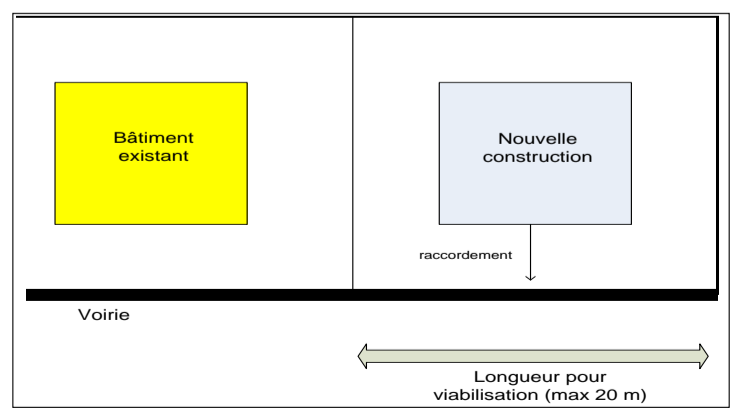 Bâtiment
existant
Nouvelle
construction
raccordement
Voirie
Longueur pour
viabilisation (max 20 m)